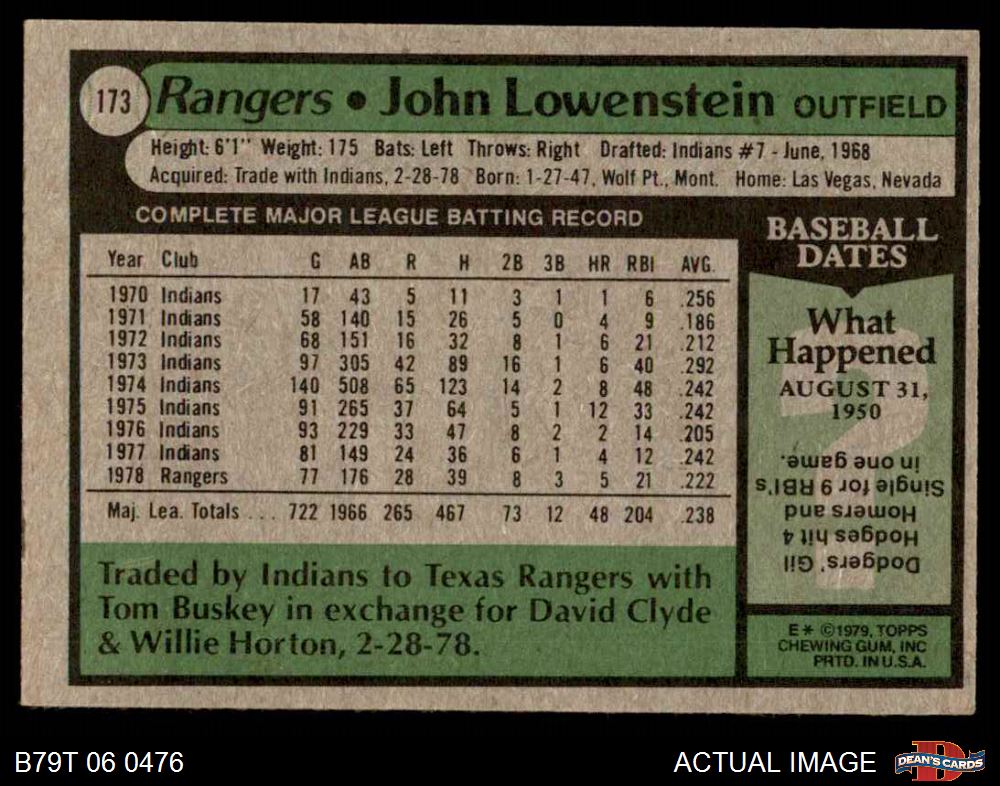 173 Rangers • John Lowenstein OUTFIELD
Height: 6'1" Weight: 175 Bats: Left Throws: Right Drafted: Indians #7 - June, 1968
Acquired: Trade with Indians, 2-28-78 Born: 1-27-47, Wolf Pt., Mont. Home: Las Vegas, Nevada
COMPLETE MAJOR LEAGUE BATTING RECORD
Year Club G AB R H 2B 3B HR RBI AVG.
1970 Indians 17 43 5 11 3 1 1 6 .256
1971 Indians 58 140 15 26 5 0 4 9 .186
1972 Indians 68 151 16 32 8 1 6 21 .212
1973 Indians 97 305 42 89 16 1 6 40 .292
1974 Indians 140 508 65 123 14 2 8 48 .242
1975 Indians 91 265 37 64 5 1 12 33 .242
1976 Indians 93 229 33 47 8 2 2 14 .205
1977 Indians 81 149 24 36 6 1 4 12 .242
1978 Rangers 77 176 28 39 8 3 5 21 .222
Maj. Lea. Totals ... 722 1966 265 467 73 12 48 204 .238
Traded by Indians to Texas Rangers with
Tom Buskey in exchange for David Clyde
& Willie Horton, 2-28-78.
BASEBALL
DATES
What
Happened
AUGUST 31,
1950
?
Dodgers' Gil
Hodges hit 4
Homers and
Single for 9 RBI's
in one game.
E * ©1979, TOPPS
CHEWING GUM, INC
PRTD. IN U.S.A.
B79T 06 0476
ACTUAL IMAGE
D
DEAN'S CARDS